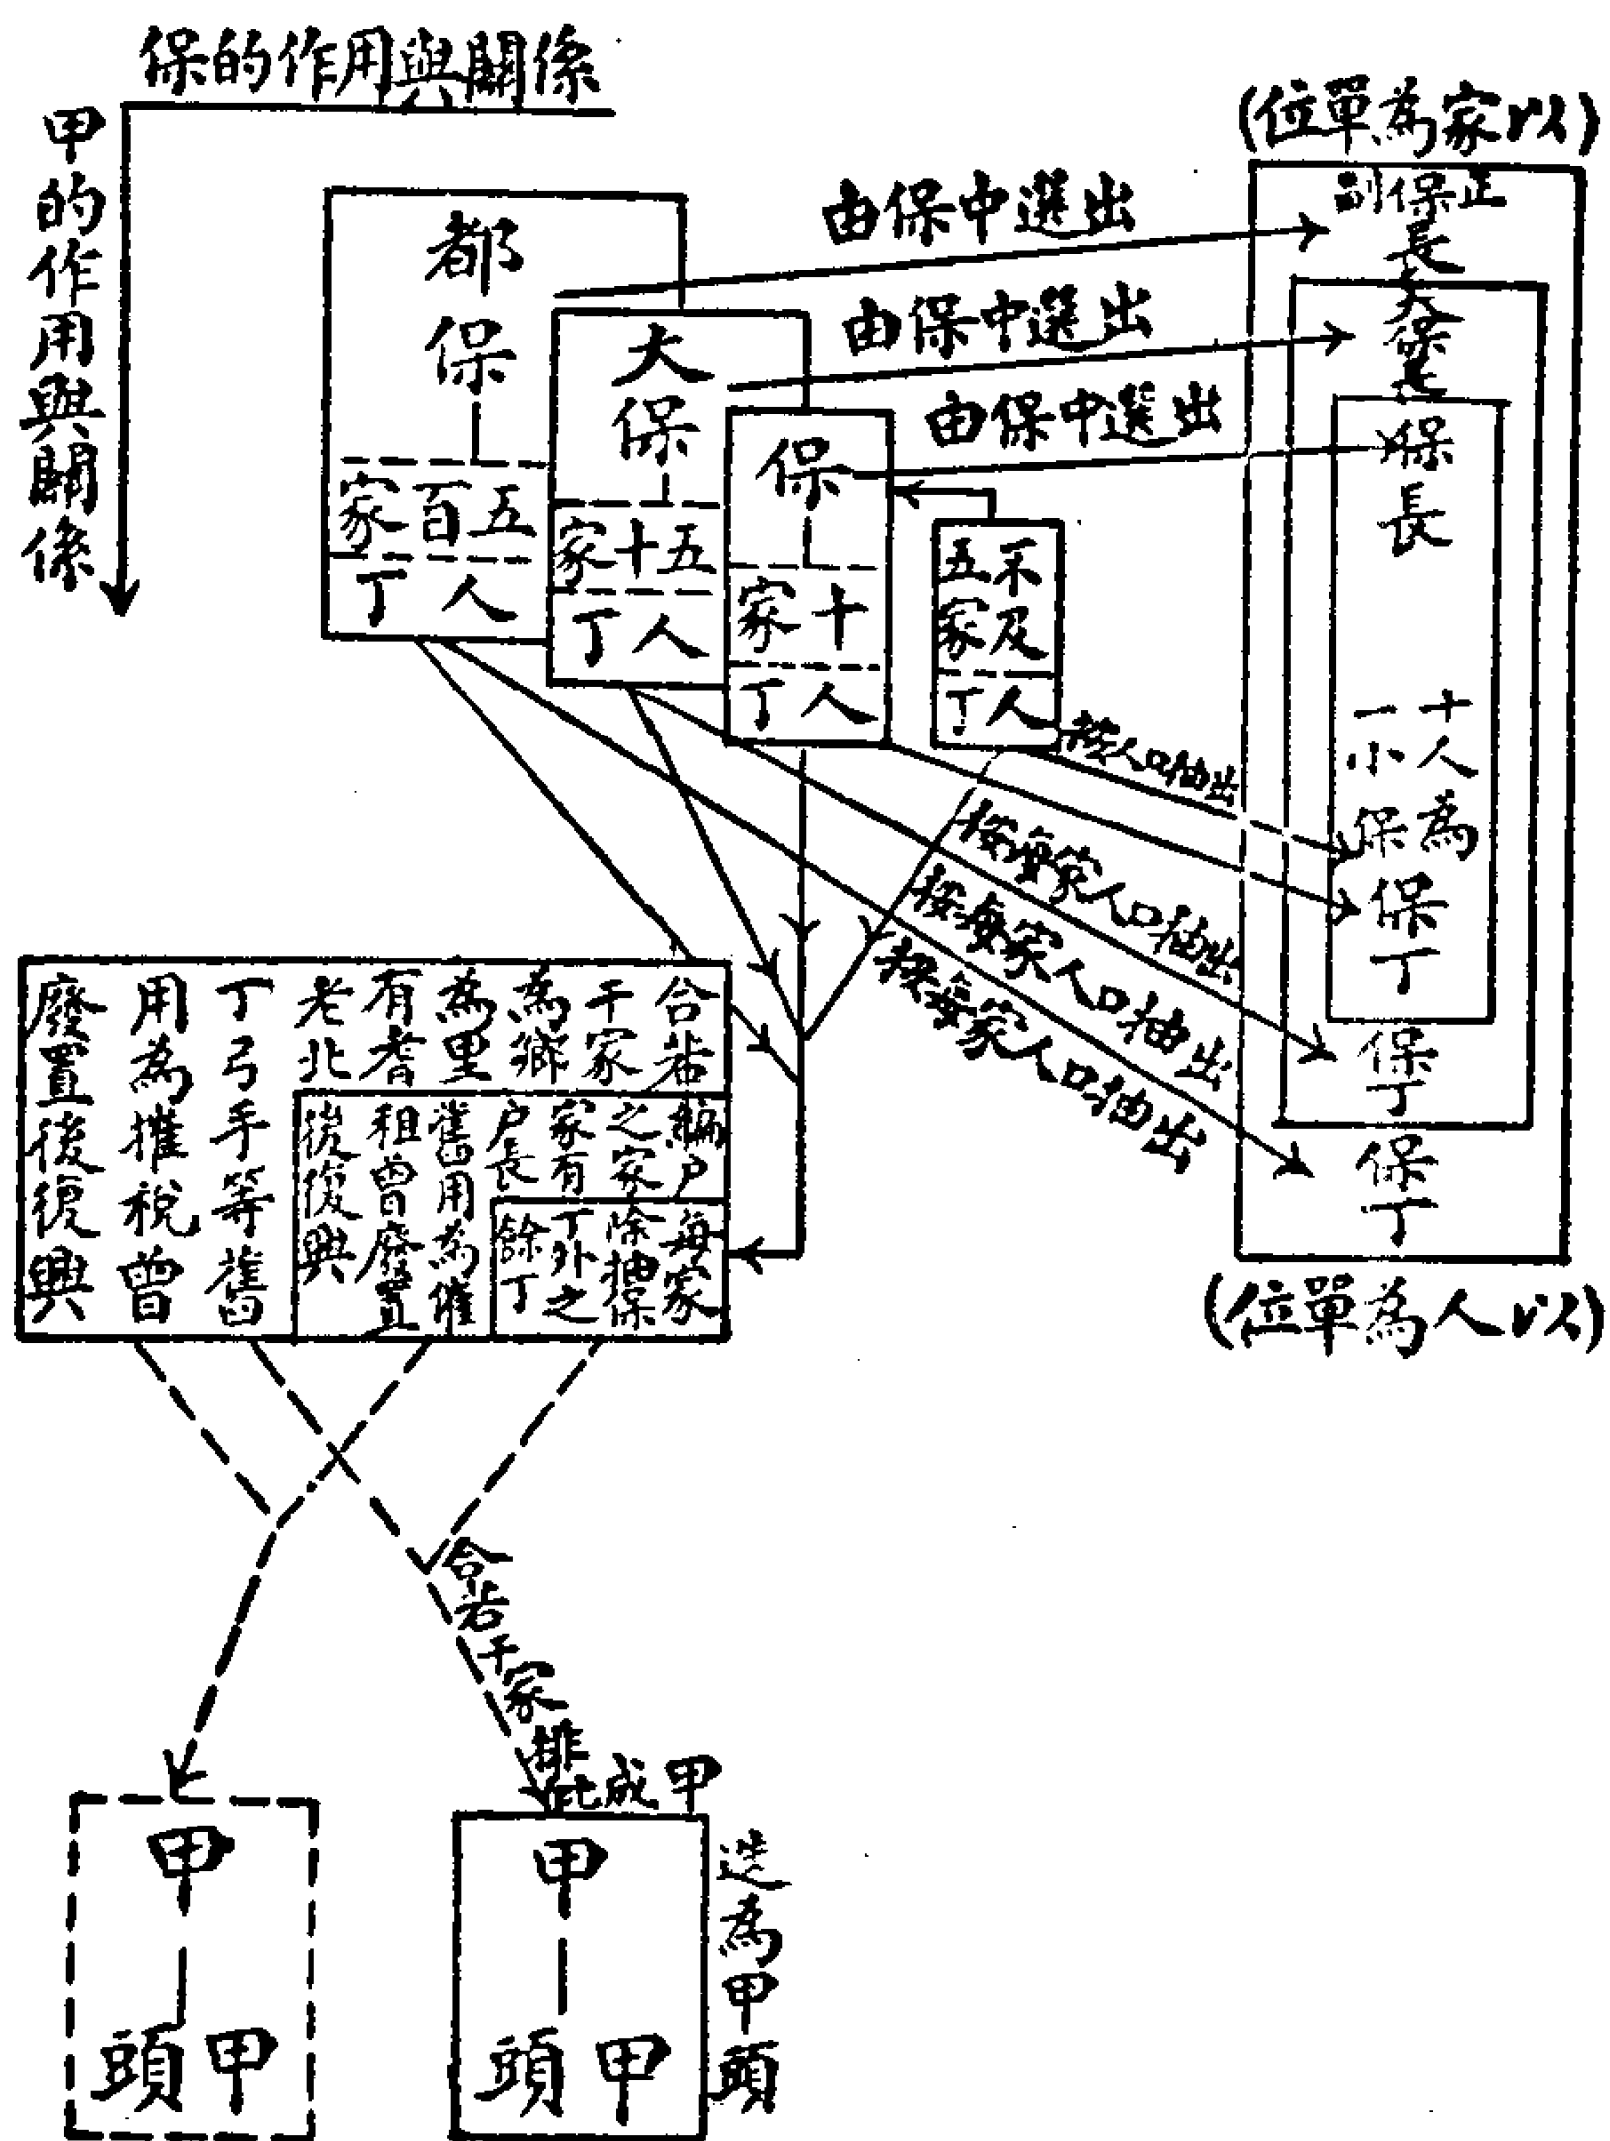 保的作用與關係
甲的作用與關係
(以家為單位)
正保副
長
大保長
保
長
十人為
一小保
保丁
保丁
保丁
(以人為單位)
都保
五百家
人丁
大保
五十家
人丁
保
十家
人丁
不及
五家
人丁
由保中選出
由保中選出
由保中選出
按人口抽出
按每家人口抽出
按每家人口抽出
按每家人口抽出
合若
干家
為鄉
為里
有耆
老北
丁弓手等舊
用為摧稅曾
廢置後復興
編戶
之家
家有
戶長
舊用為催
租曾廢置
後復興
每家
除抽保
丁外之
餘丁
合若干家排比成甲
甲
甲頭
甲
甲頭
迭為甲頭